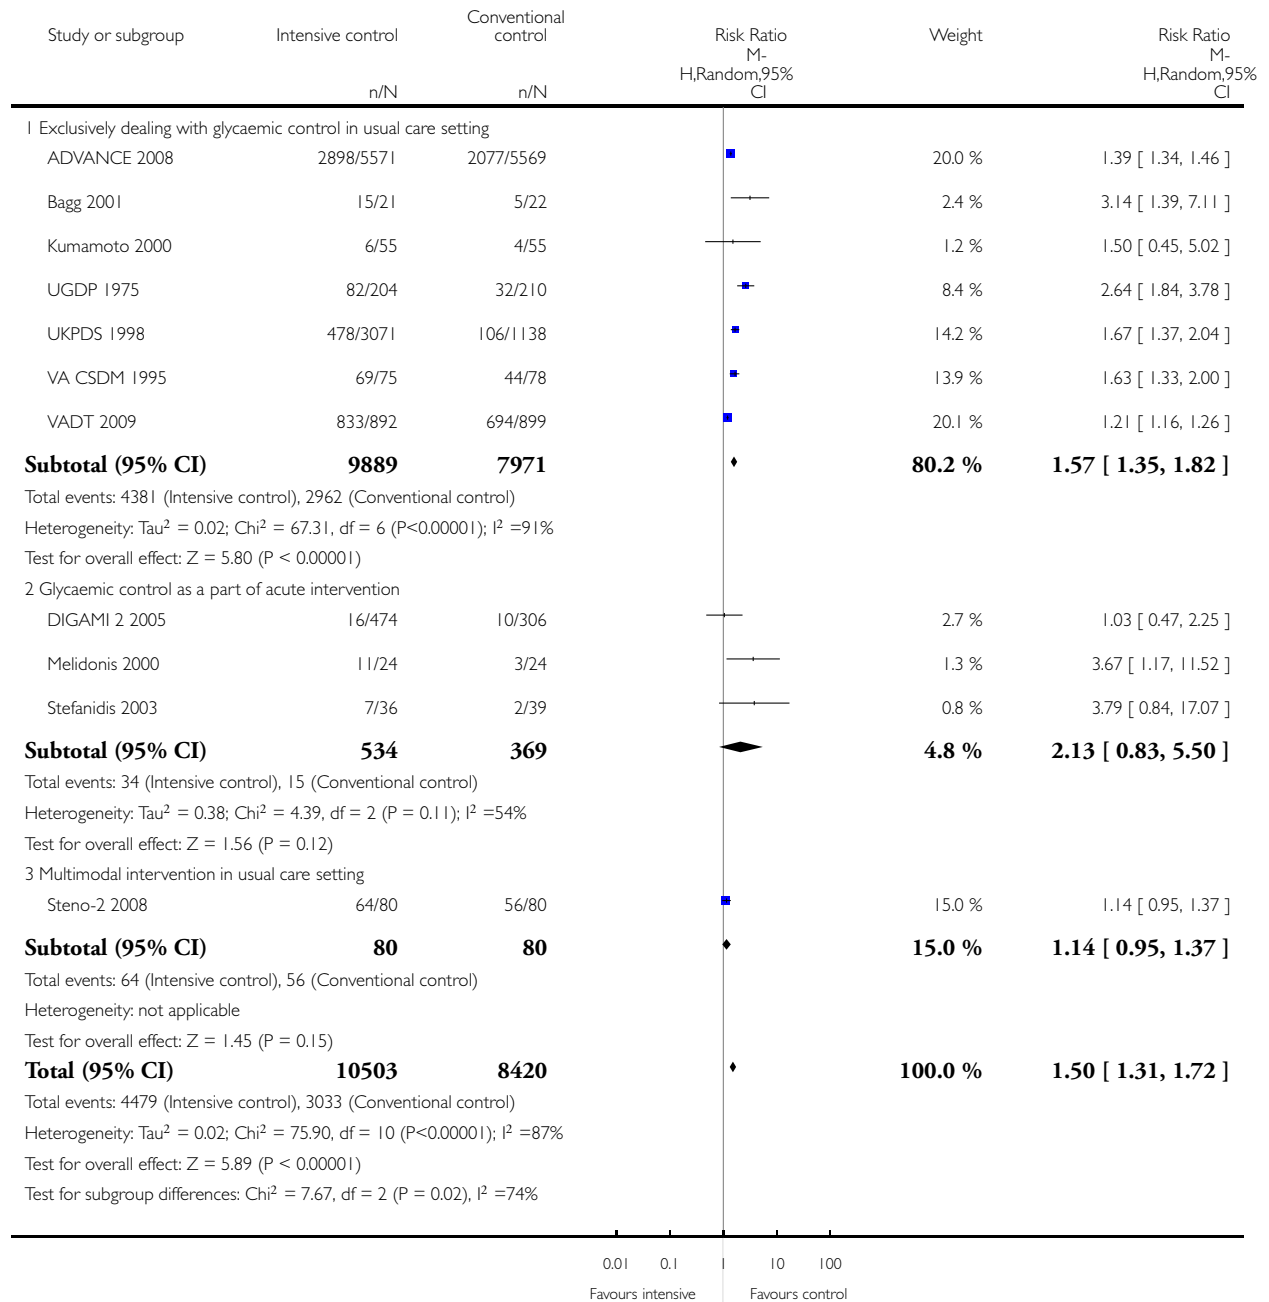 Conventional
Study or subgroup Intensive control control Risk Ratio Weight Risk Ratio
M- M-
H,Random,95% H,Random,95%
n/N n/N CI CI
1 Exclusively dealing with glycaemic control in usual care setting
ADVANCE 2008 2898/5571 2077/5569 20.0 % 1.39 [ 1.34, 1.46 ]
Bagg 2001 15/21 5/22 2.4 % 3.14 [ 1.39, 7.11 ]
Kumamoto 2000 6/55 4/55 1.2 % 1.50 [ 0.45, 5.02 ]
UGDP 1975 82/204 32/210 8.4 % 2.64 [ 1.84, 3.78 ]
UKPDS 1998 478/3071 106/1138 14.2 % 1.67 [ 1.37, 2.04 ]
VA CSDM 1995 69/75 44/78 13.9 % 1.63 [ 1.33, 2.00 ]
VADT 2009 833/892 694/899 20.1 % 1.21 [ 1.16, 1.26 ]
Subtotal (95% CI) 9889 7971 80.2 % 1.57 [ 1.35, 1.82 ]
Total events: 4381 (Intensive control), 2962 (Conventional control)
Heterogeneity: Tau² = 0.02; Chi² = 67.31, df = 6 (P<0.00001); I² =91%
Test for overall effect: Z = 5.80 (P < 0.00001)
2 Glycaemic control as a part of acute intervention
DIGAMI 2 2005 16/474 10/306 2.7 % 1.03 [ 0.47, 2.25 ]
Melidonis 2000 11/24 3/24 1.3 % 3.67 [ 1.17, 11.52 ]
Stefanidis 2003 7/36 2/39 0.8 % 3.79 [ 0.84, 17.07 ]
Subtotal (95% CI) 534 369 4.8 % 2.13 [ 0.83, 5.50 ]
Total events: 34 (Intensive control), 15 (Conventional control)
Heterogeneity: Tau² = 0.38; Chi² = 4.39, df = 2 (P = 0.11); I² =54%
Test for overall effect: Z = 1.56 (P = 0.12)
3 Multimodal intervention in usual care setting
Steno-2 2008 64/80 56/80 15.0 % 1.14 [ 0.95, 1.37 ]
Subtotal (95% CI) 80 80 15.0 % 1.14 [ 0.95, 1.37 ]
Total events: 64 (Intensive control), 56 (Conventional control)
Heterogeneity: not applicable
Test for overall effect: Z = 1.45 (P = 0.15)
Total (95% CI) 10503 8420 100.0 % 1.50 [ 1.31, 1.72 ]
Total events: 4479 (Intensive control), 3033 (Conventional control)
Heterogeneity: Tau² = 0.02; Chi² = 75.90, df = 10 (P<0.00001); I² =87%
Test for overall effect: Z = 5.89 (P < 0.00001)
Test for subgroup differences: Chi² = 7.67, df = 2 (P = 0.02), I² =74%
0.01 0.1 1 10 100
Favours intensive Favours control